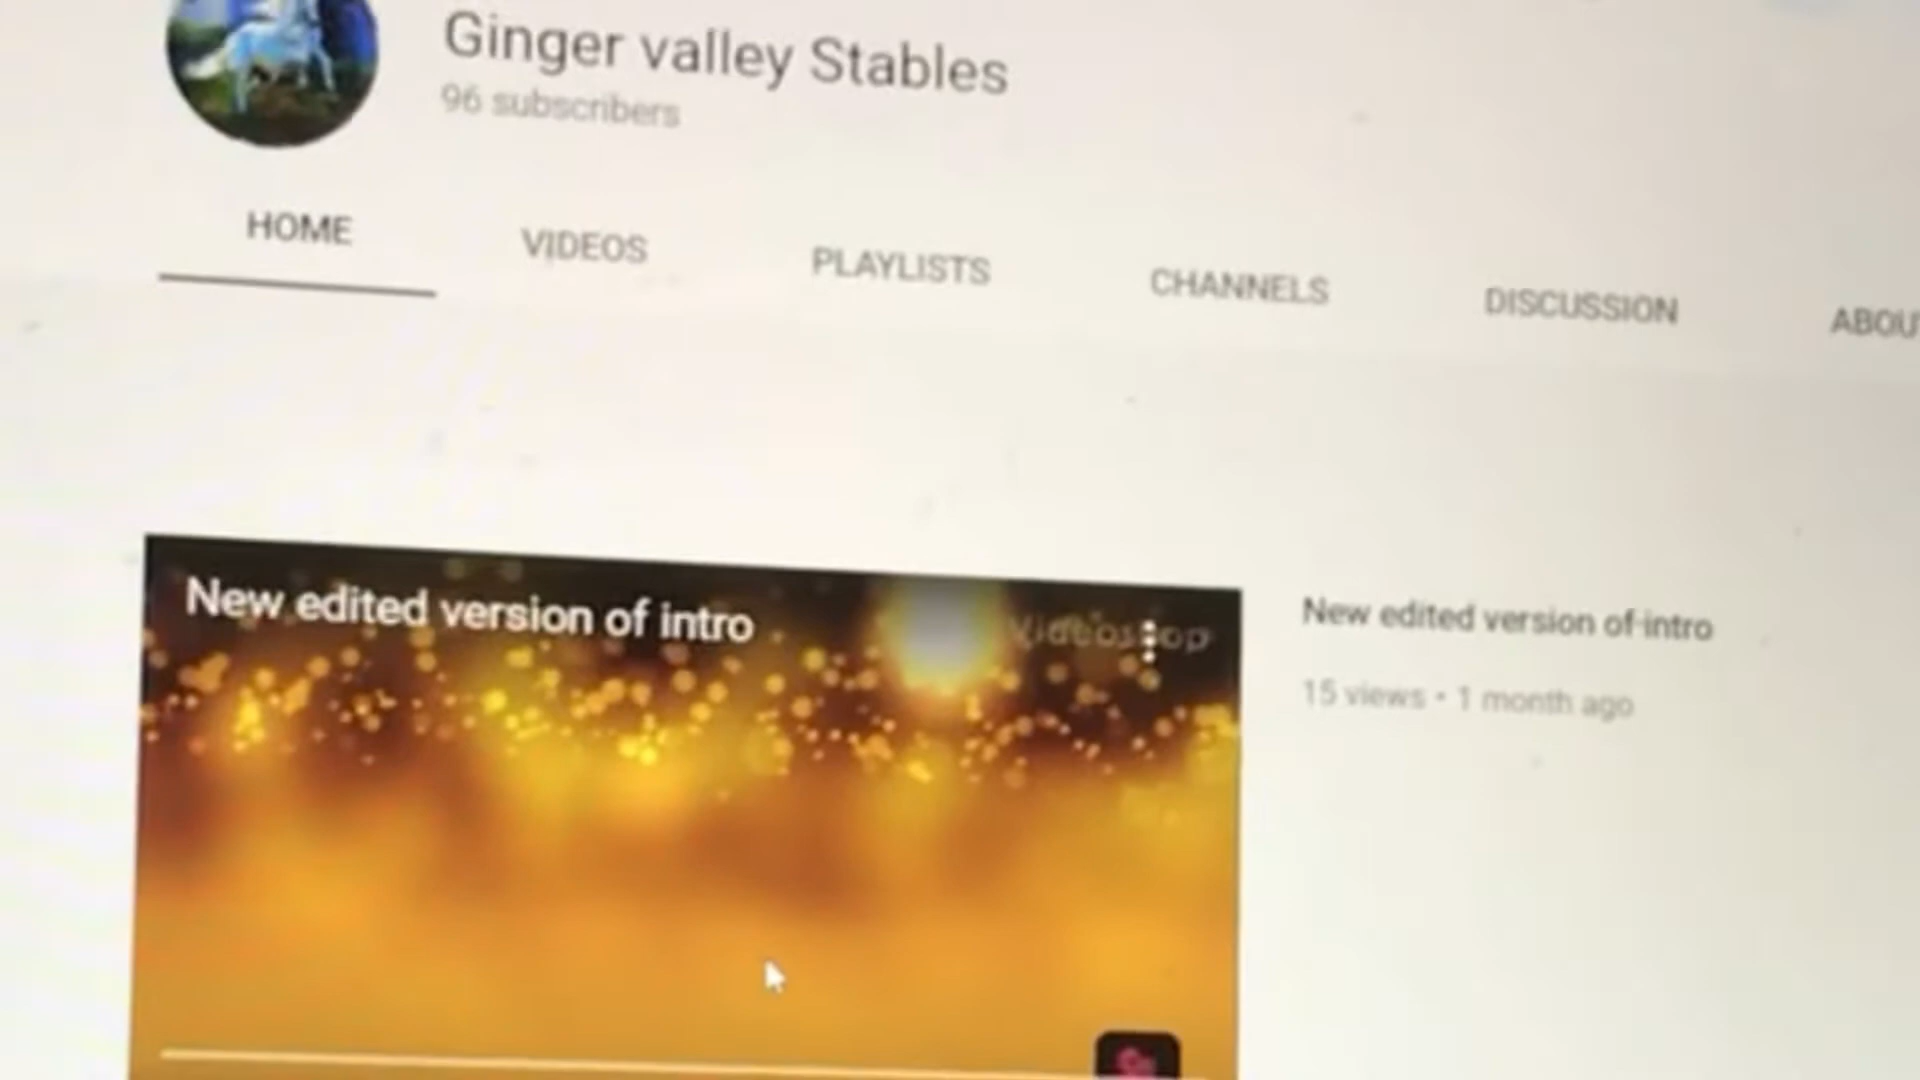 Ginger valley Stables
96 subscribers
HOME
VIDEOS
PLAYLISTS
CHANNELS
DISCUSSION
ABOU
New edited version of intro
New edited version of intro
15 views • 1 month ago